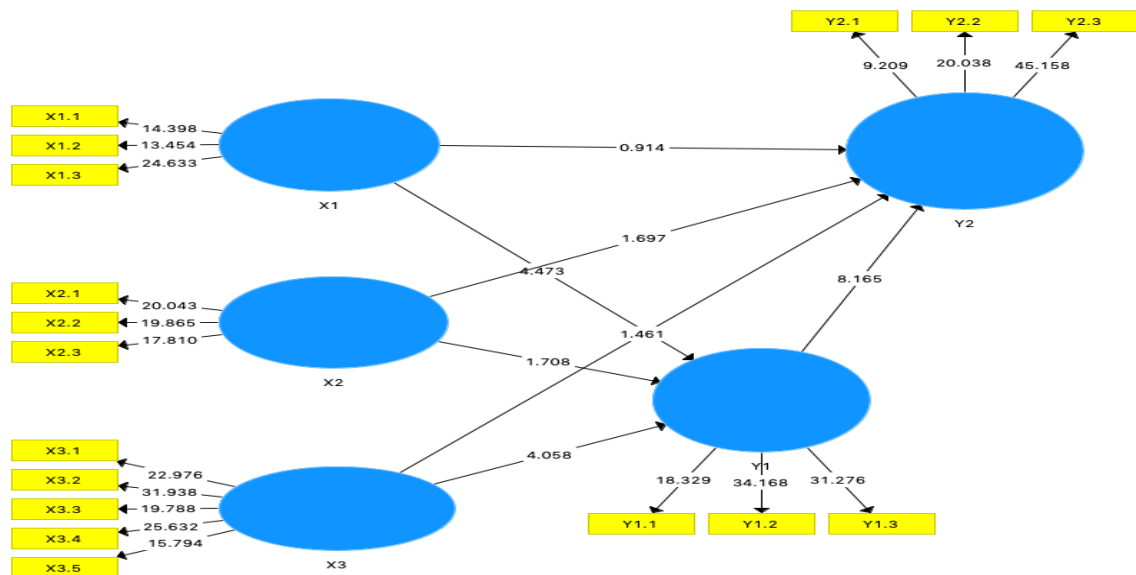 Y2.1 Y2.2 Y2.3
9.209 20.038 45.158
X1.1
14.398
X1.2
13.454
X1.3
24.633
0.914
X1
Y2
1.697
4.473
8.165
X2.1
20.043
X2.2
19.865
X2.3
17.810
1.461
1.708
X2
X3.1
22.976
X3.2
31.938
X3.3
19.788
X3.4
25.632
X3.5
15.794
4.058
X3
Y1
18.329 34.168 31.276
Y1.1 Y1.2 Y1.3